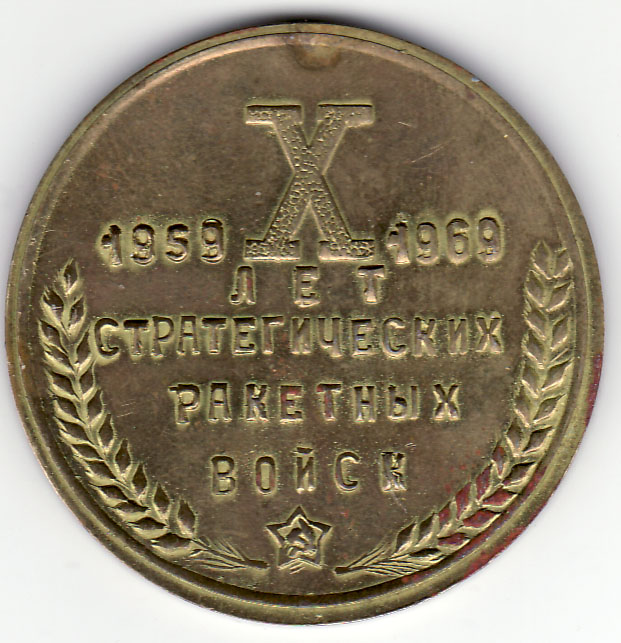 X
1959 1969
ЛЕТ
СТРАТЕГИЧЕСКИХ
РАКЕТНЫХ
ВОЙСК